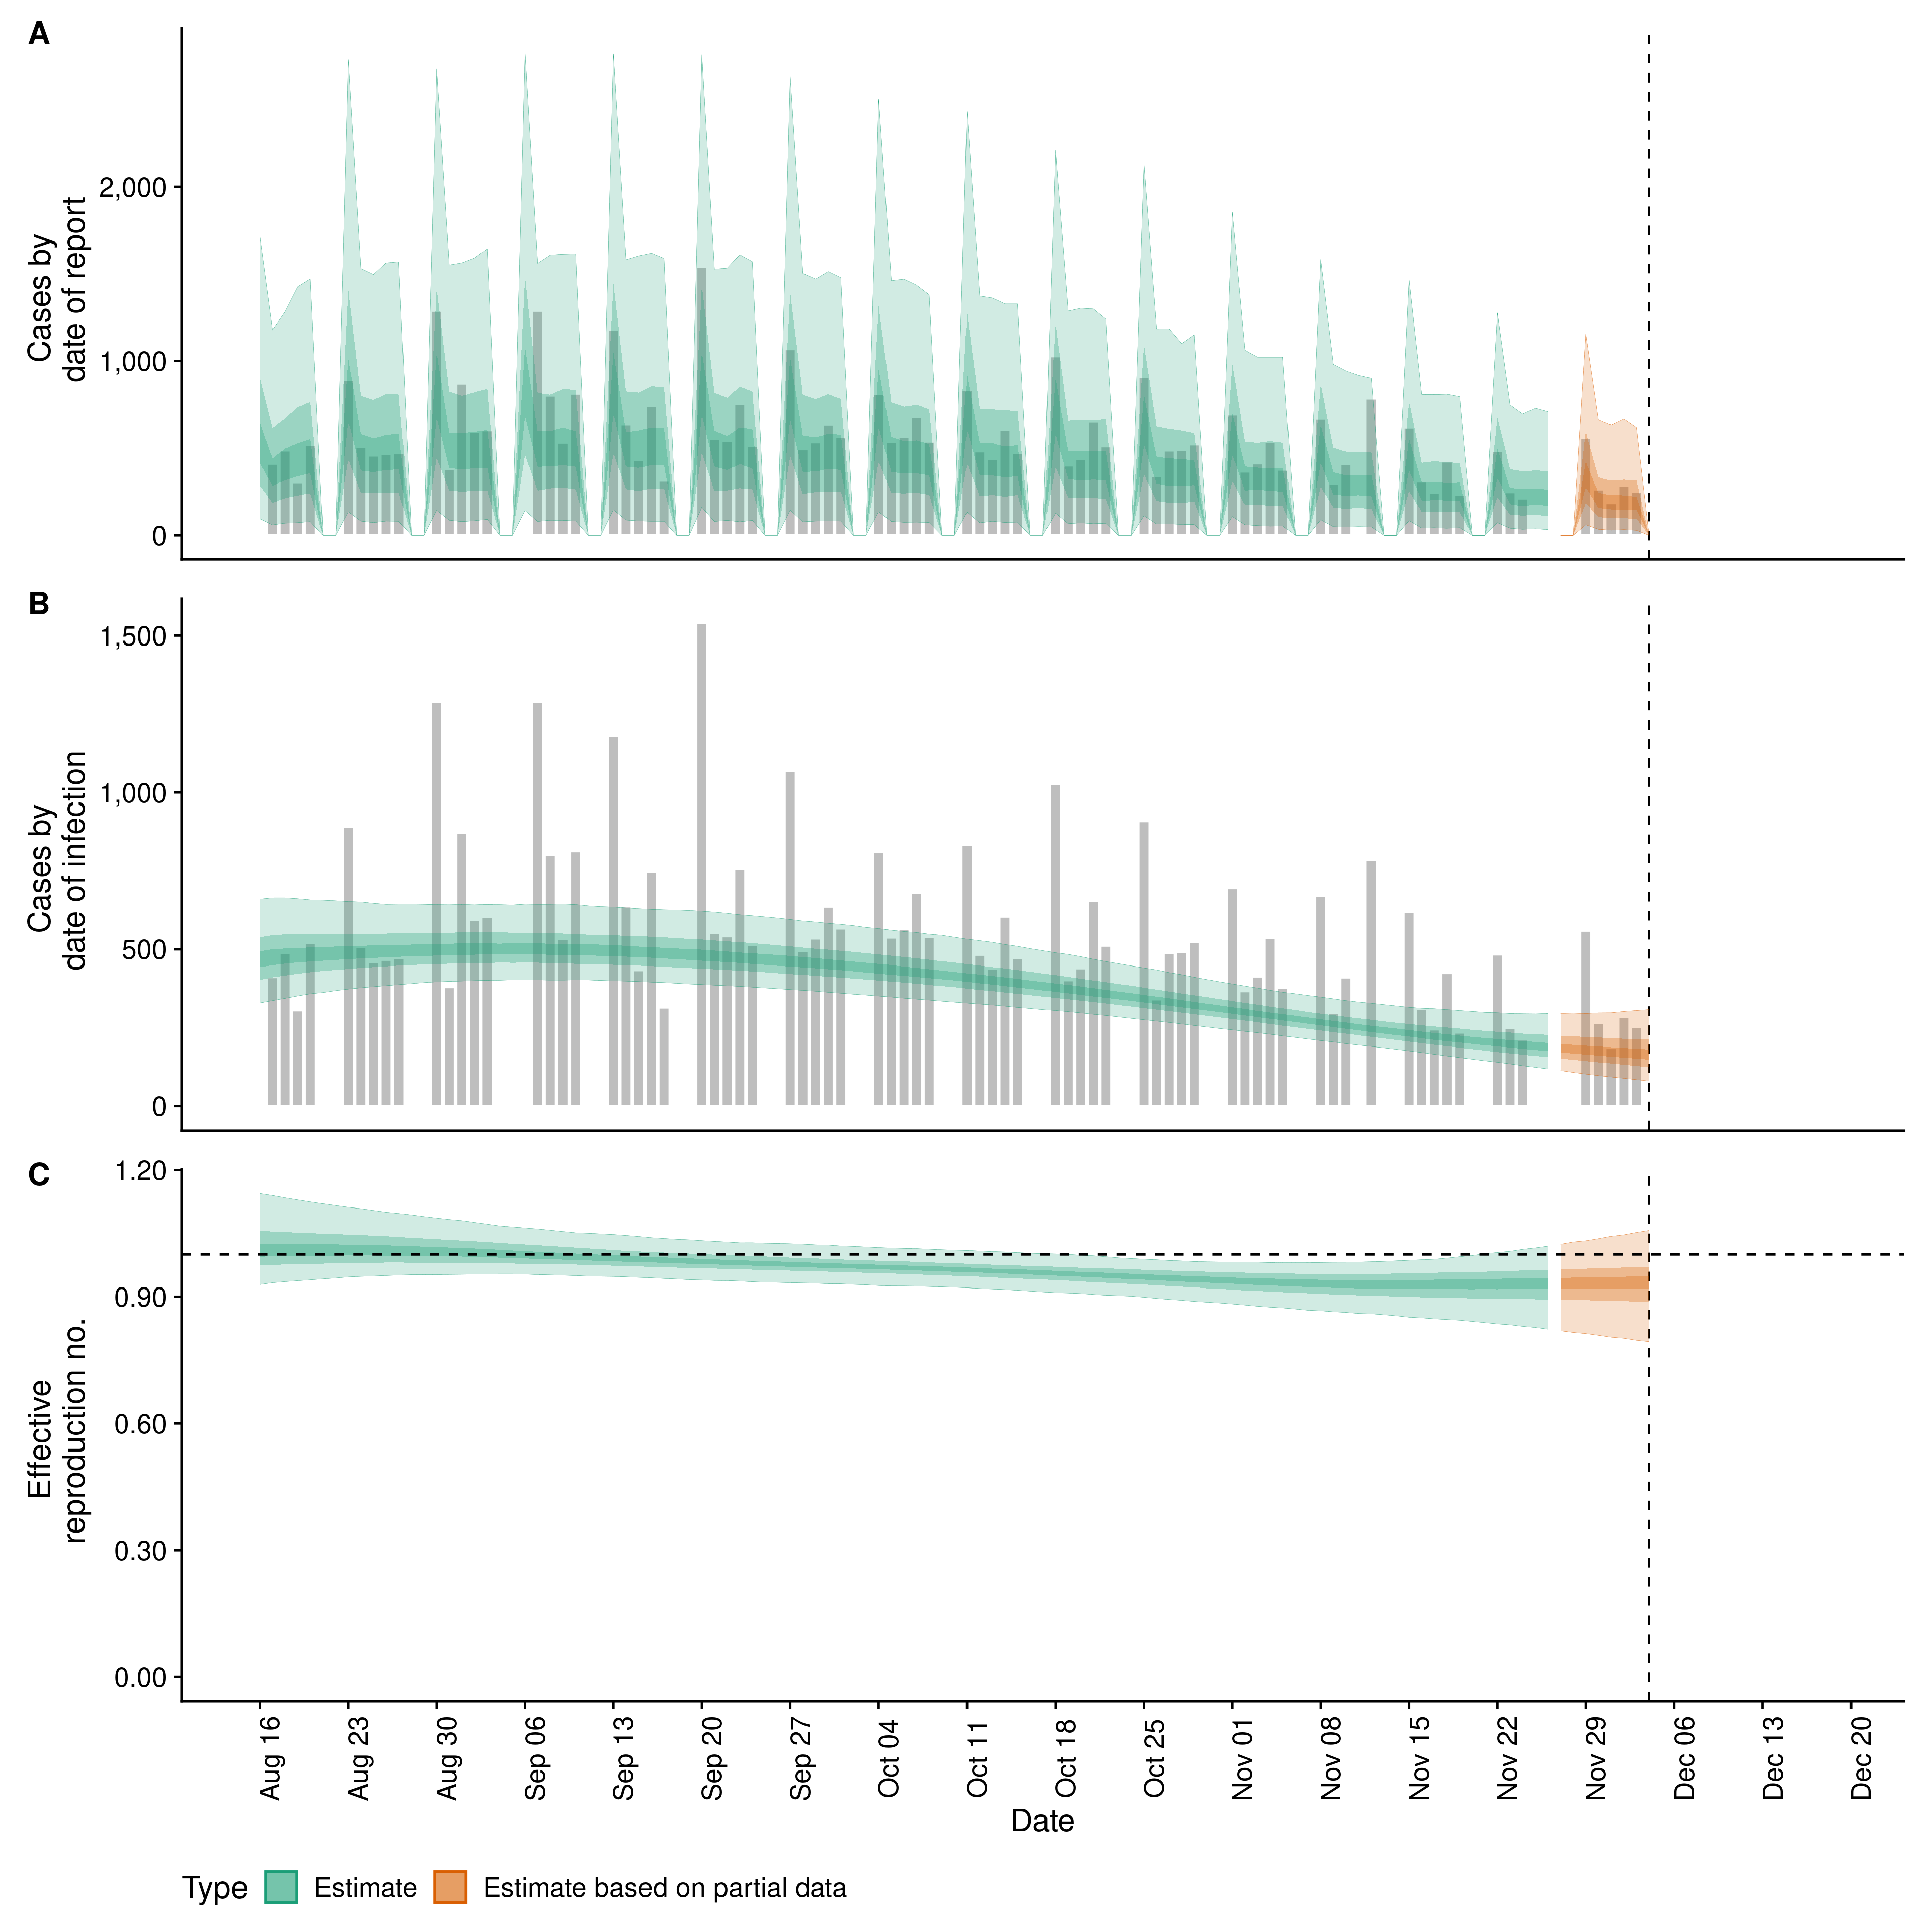 A
Cases by
date of report
2,000
1,000
0
B
Cases by
date of infection
1,500
1,000
500
0
C
Effective
reproduction no.
1.20
0.90
0.60
0.30
0.00
Aug 16
Aug 23
Aug 30
Sep 06
Sep 13
Sep 20
Sep 27
Oct 04
Oct 11
Oct 18
Oct 25
Nov 01
Nov 08
Nov 15
Nov 22
Nov 29
Dec 06
Dec 13
Dec 20
Date
Type Estimate Estimate based on partial data